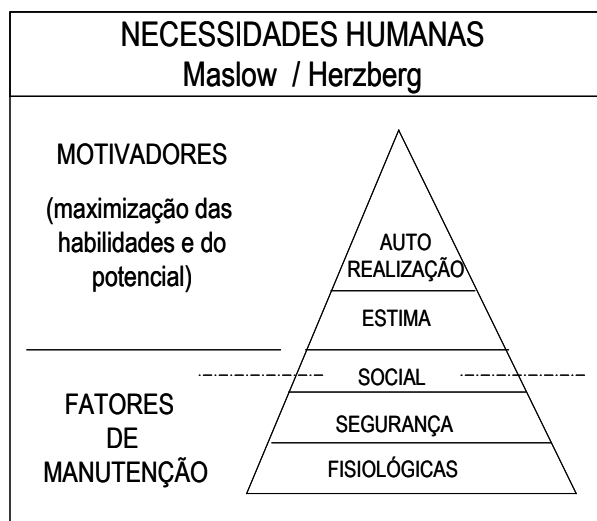 NECESSIDADES HUMANAS
Maslow / Herzberg
MOTIVADORES
(maximização das
habilidades e do
potencial)
AUTO
REALIZAÇÃO
ESTIMA
SOCIAL
SEGURANÇA
FISIOLÓGICAS
FATORES
DE
MANUTENÇÃO